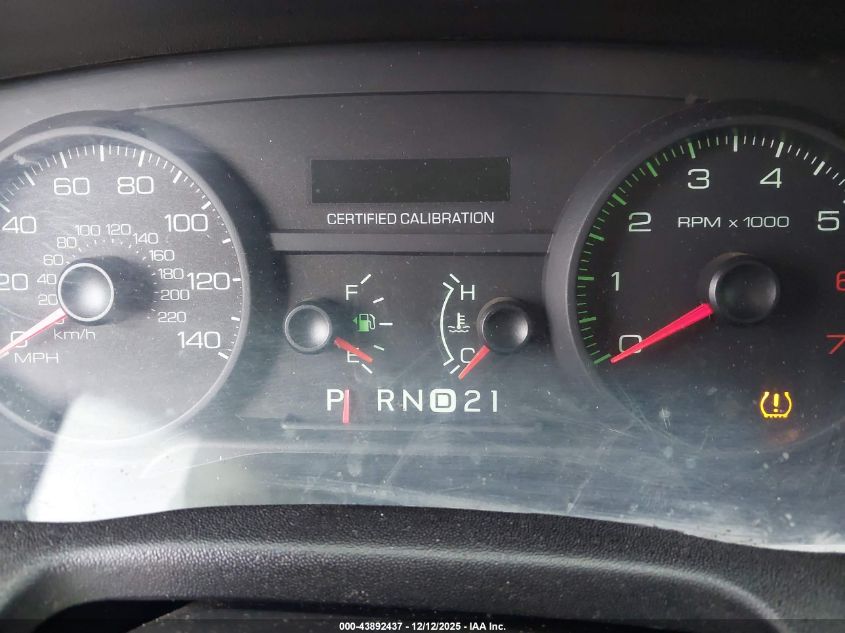 CERTIFIED CALIBRATION
0 20 40 60 80 100 120 140
MPH
20 40 60 80 100 120 140 160 180 200 220
km/h
F
E
H
C
P R N D 2 1
0 1 2 3 4 5 6 7
RPM x 1000
000-43892437 - 12/12/2025 - IAA Inc.